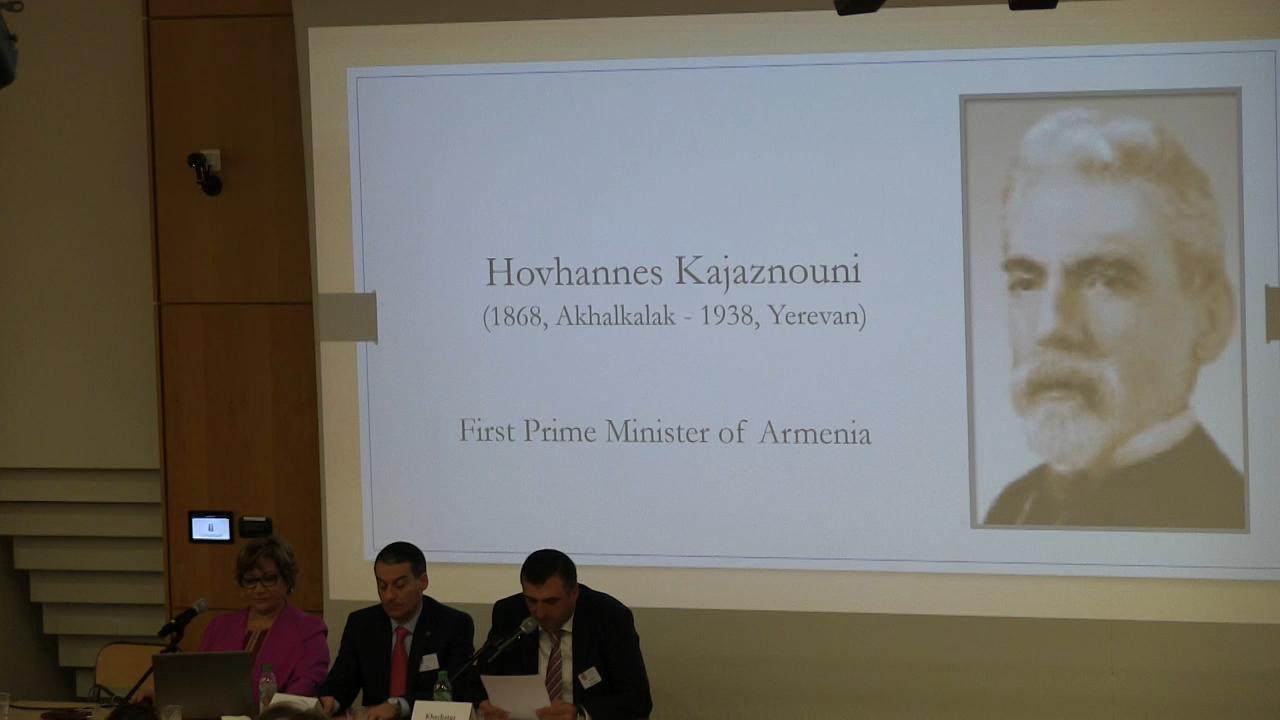 Hovhannes Kajaznouni
(1868, Akhalkalak - 1938, Yerevan)
First Prime Minister of Armenia